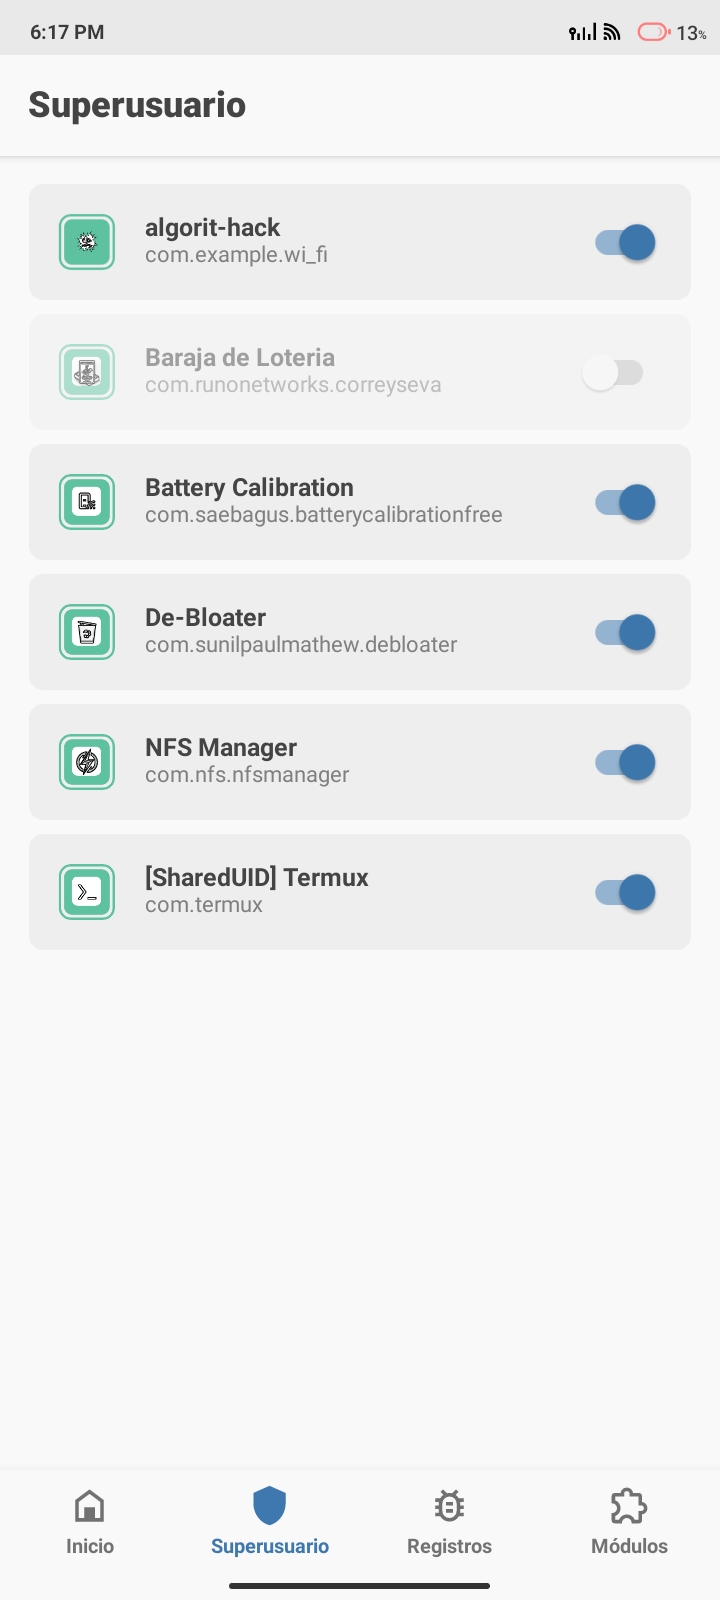 6:17 PM
13%
Superusuario
algorit-hack
com.example.wi_fi
Baraja de Loteria
com.runonetworks.correyseva
Battery Calibration
com.saebagus.batterycalibrationfree
De-Bloater
com.sunilpaulmathew.debloater
NFS Manager
com.nfs.nfsmanager
[SharedUID] Termux
com.termux
Inicio
Superusuario
Registros
Módulos